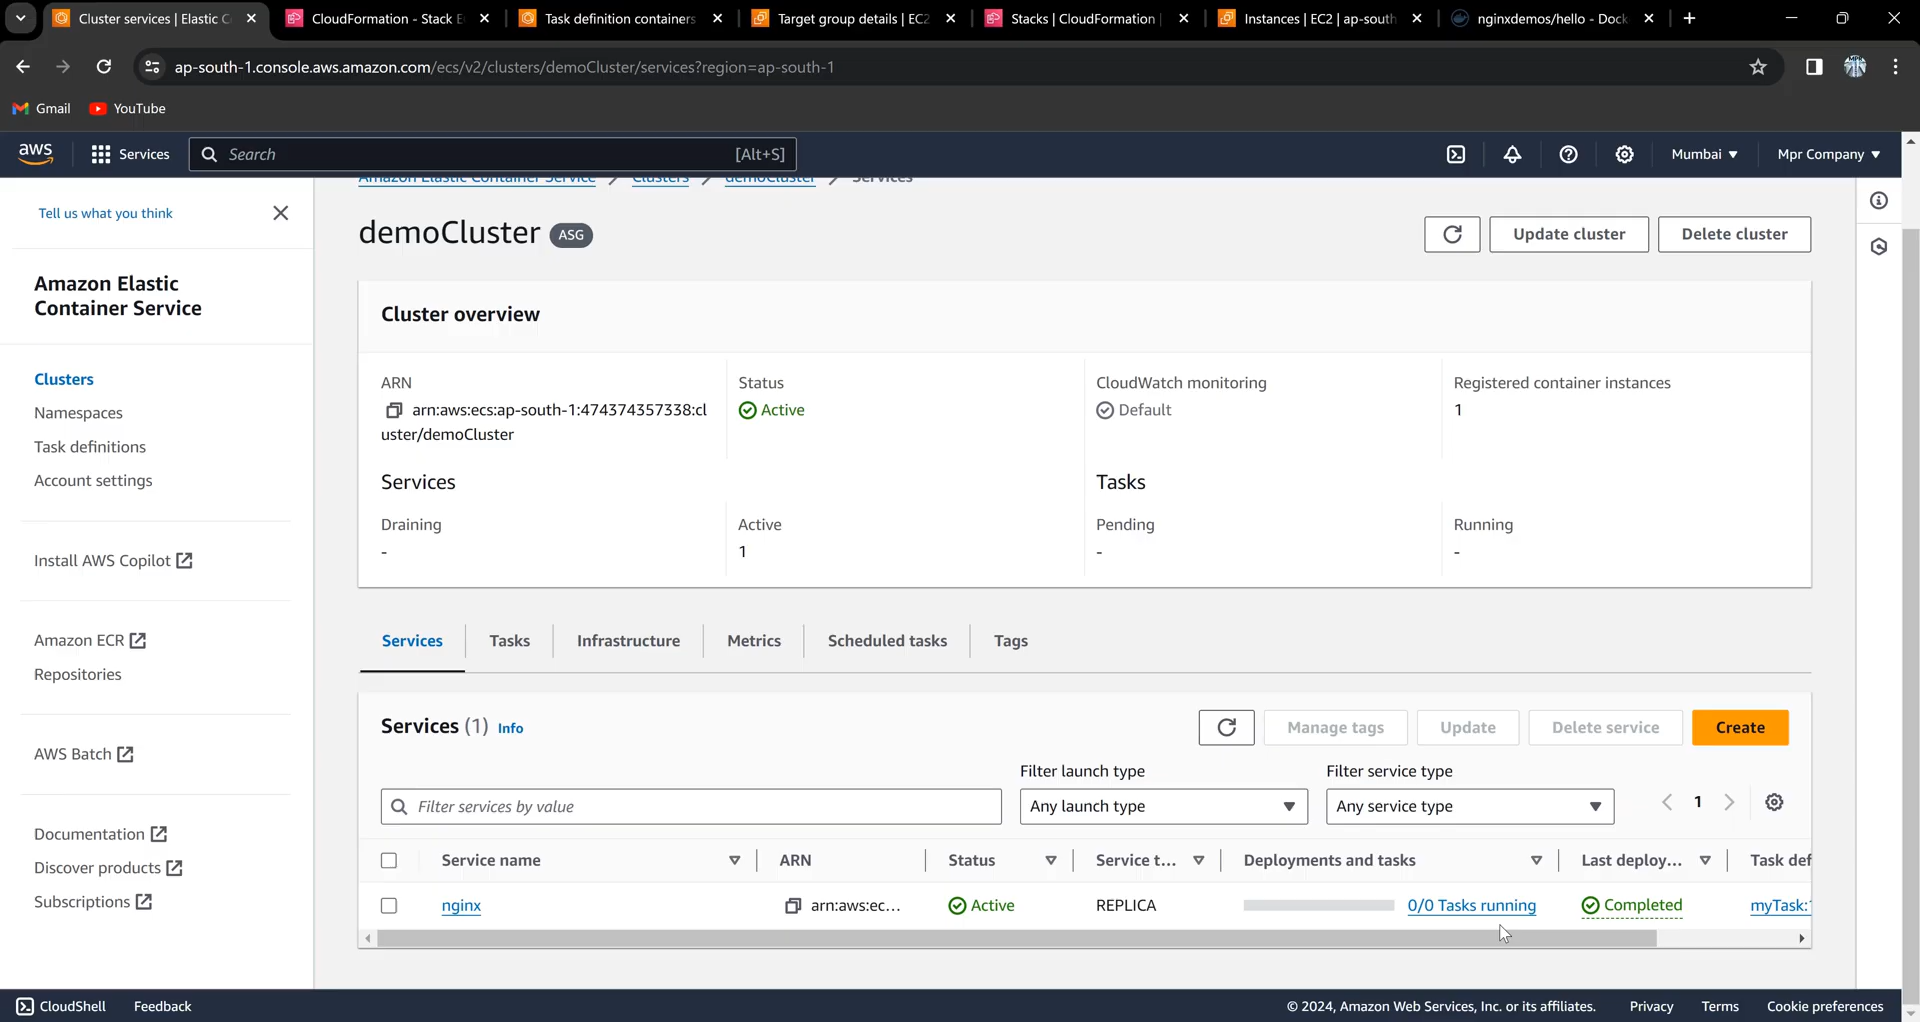 Cluster services | Elastic C
CloudFormation - Stack E
Task definition containers
Target group details | EC2
Stacks | CloudFormation |
Instances | EC2 | ap-south
nginxdemos/hello - Dock
ap-south-1.console.aws.amazon.com/ecs/v2/clusters/demoCluster/services?region=ap-south-1
Gmail
YouTube
aws
Services
Search
[Alt+S]
Mumbai
Mpr Company
Amazon Elastic Container Service
Clusters
demoCluster
Services
Tell us what you think
demoCluster
ASG
Update cluster
Delete cluster
Amazon Elastic
Container Service
Clusters
Namespaces
Task definitions
Account settings
Install AWS Copilot
Amazon ECR
Repositories
AWS Batch
Documentation
Discover products
Subscriptions
Cluster overview
ARN
arn:aws:ecs:ap-south-1:474374357338:cl
uster/demoCluster
Status
Active
CloudWatch monitoring
Default
Registered container instances
1
Services
Tasks
Draining
-
Active
1
Pending
-
Running
-
Services
Tasks
Infrastructure
Metrics
Scheduled tasks
Tags
Services (1) Info
Manage tags
Update
Delete service
Create
Filter launch type
Filter service type
Filter services by value
Any launch type
Any service type
1
Service name
ARN
Status
Service t...
Deployments and tasks
Last deploy...
Task def
nginx
arn:aws:ec...
Active
REPLICA
0/0 Tasks running
Completed
myTask:
CloudShell
Feedback
© 2024, Amazon Web Services, Inc. or its affiliates.
Privacy
Terms
Cookie preferences